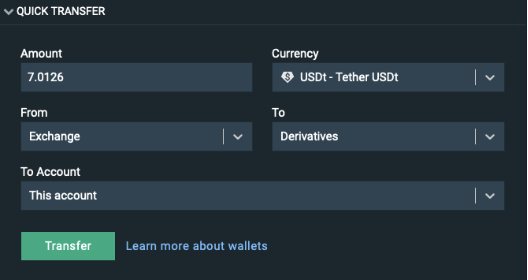 QUICK TRANSFER
Amount
Currency
7.0126
USDt - Tether USDt
From
To
Exchange
Derivatives
To Account
This account
Transfer
Learn more about wallets